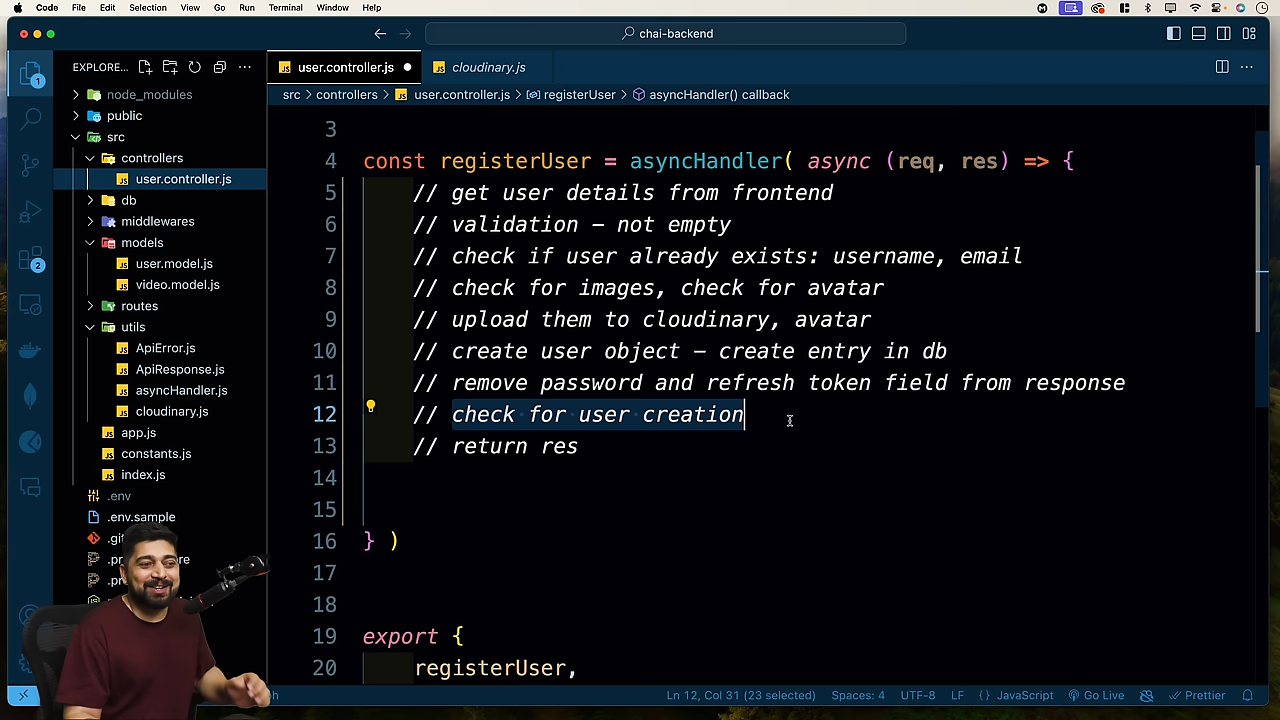 Code File Edit Selection View Go Run Terminal Window Help
chai-backend
EXPLORE...
user.controller.js
cloudinary.js
src > controllers > user.controller.js > registerUser > asyncHandler() callback
node_modules
public
src
controllers
user.controller.js
db
middlewares
models
user.model.js
video.model.js
routes
utils
ApiError.js
ApiResponse.js
asyncHandler.js
cloudinary.js
app.js
constants.js
index.js
.env
.env.sample
1
2
3
4 const registerUser = asyncHandler( async (req, res) => {
5 // get user details from frontend
6 // validation - not empty
7 // check if user already exists: username, email
8 // check for images, check for avatar
9 // upload them to cloudinary, avatar
10 // create user object - create entry in db
11 // remove password and refresh token field from response
12 // check for user creation
13 // return res
14
15
16 } )
17
18
19 export {
20 registerUser,
Ln 12, Col 31 (23 selected) Spaces: 4 UTF-8 LF {} JavaScript Go Live Prettier